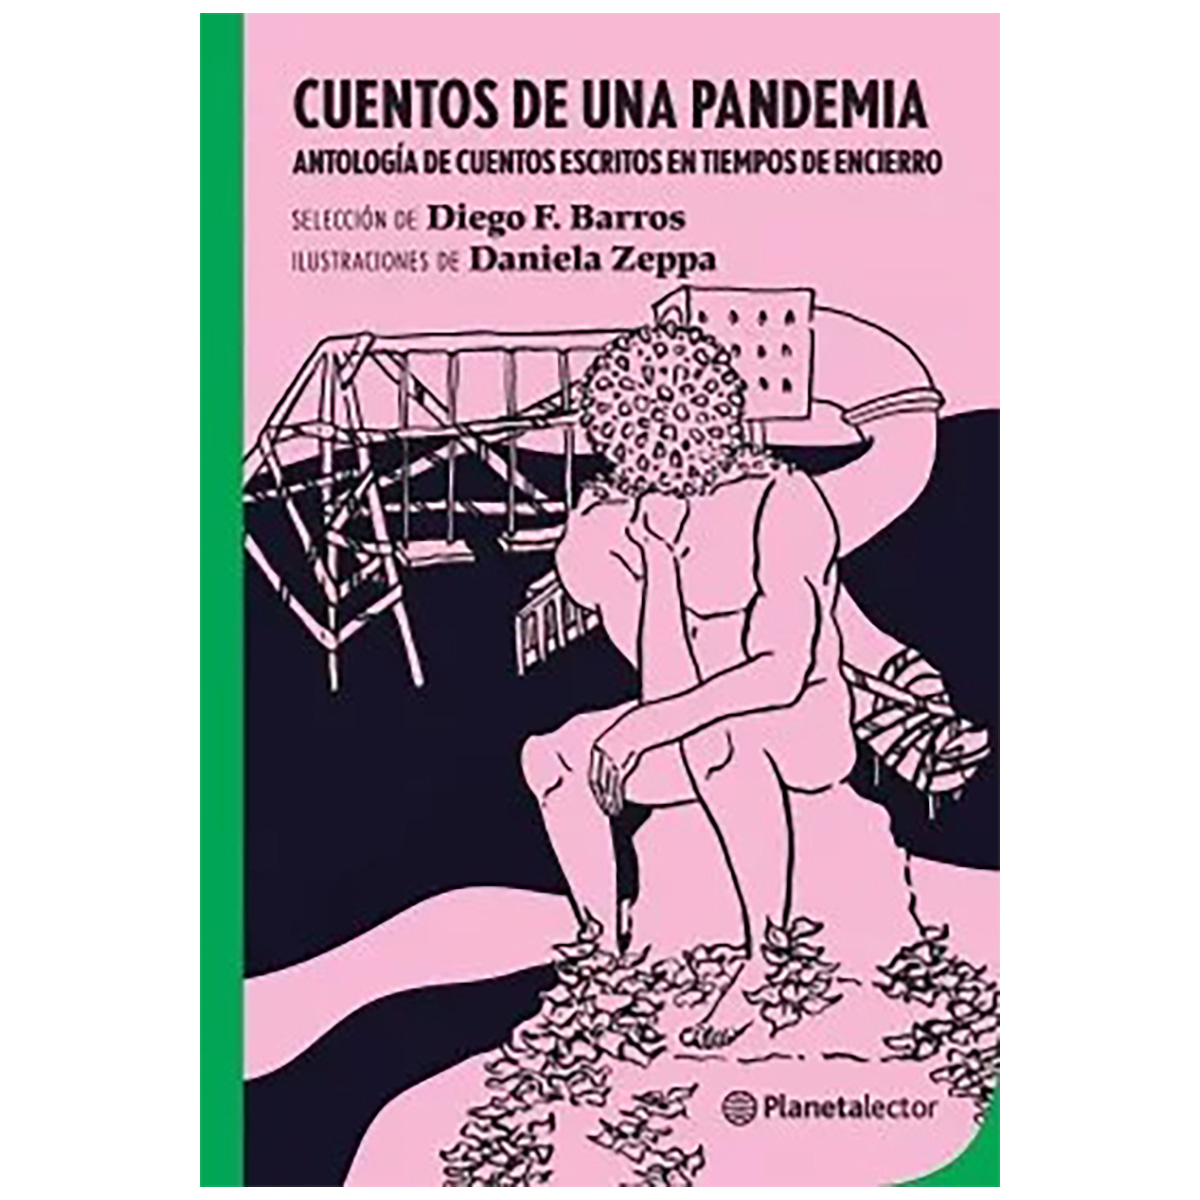 CUENTOS DE UNA PANDEMIA
ANTOLOGÍA DE CUENTOS ESCRITOS EN TIEMPOS DE ENCIERRO
SELECCIÓN DE Diego F. Barros
ILUSTRACIONES DE Daniela Zeppa
Planetalector